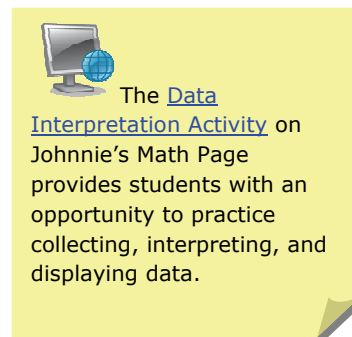 The Data
Interpretation Activity on
Johnnie’s Math Page
provides students with an
opportunity to practice
collecting, interpreting, and
displaying data.